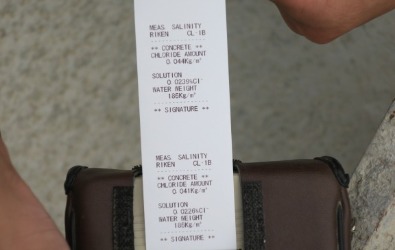 MEAS SALINITY
RIKEN CL-1B
** CONCRETE **
CHLORIDE AMOUNT
0.044Kg/m³
SOLUTION
0.0239%Cl⁻
WATER WEIGHT
185Kg/m³
** SIGNATURE **
MEAS SALINITY
RIKEN CL-1B
** CONCRETE **
CHLORIDE AMOUNT
0.041Kg/m³
SOLUTION
0.0220%Cl⁻
WATER WEIGHT
185Kg/m³
** SIGNATURE **